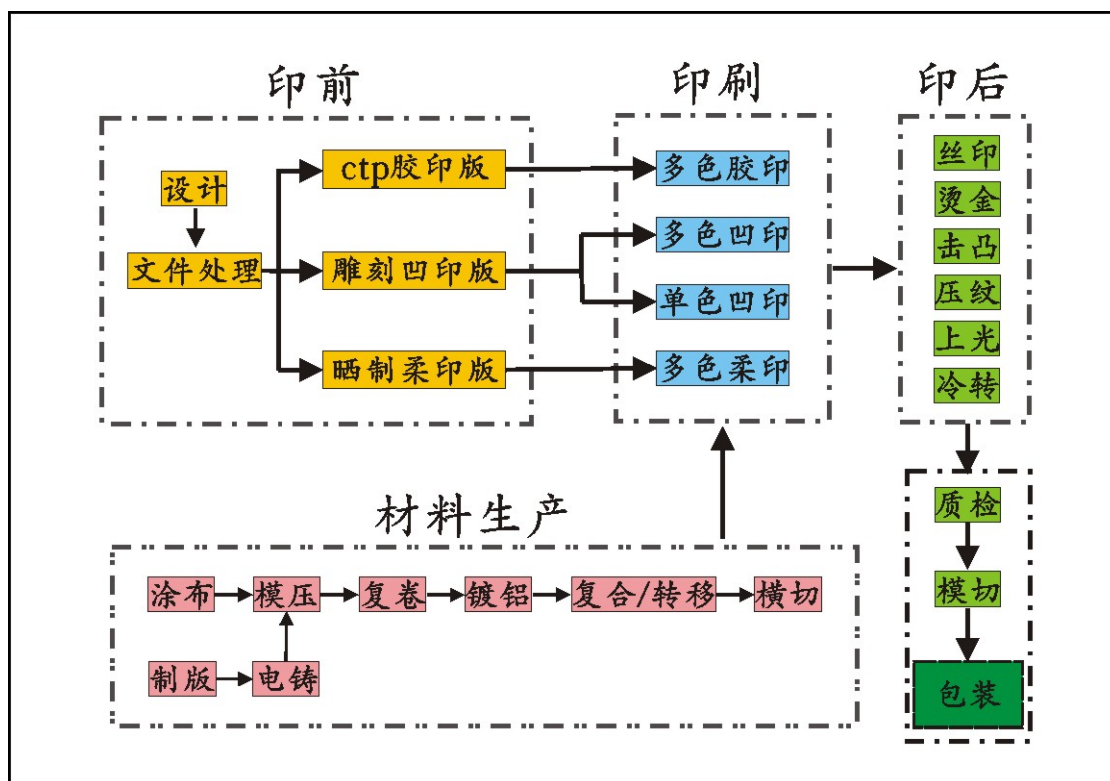 印前
设计
文件处理
ctp胶印版
雕刻凹印版
晒制柔印版
印刷
多色胶印
多色凹印
单色凹印
多色柔印
印后
丝印
烫金
击凸
压纹
上光
冷转
质检
模切
包装
材料生产
涂布
模压
复卷
镀铝
复合/转移
横切
制版
电铸